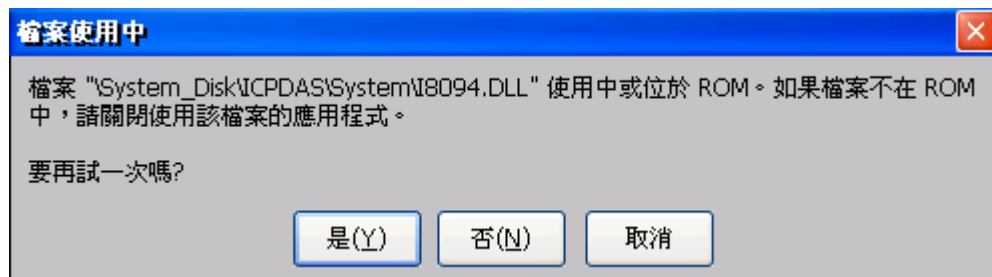 檔案使用中
檔案 "\System_Disk\ICPDAS\System\I8094.DLL" 使用中或位於 ROM。如果檔案不在 ROM
中，請關閉使用該檔案的應用程式。
要再試一次嗎?
是(Y) 否(N) 取消